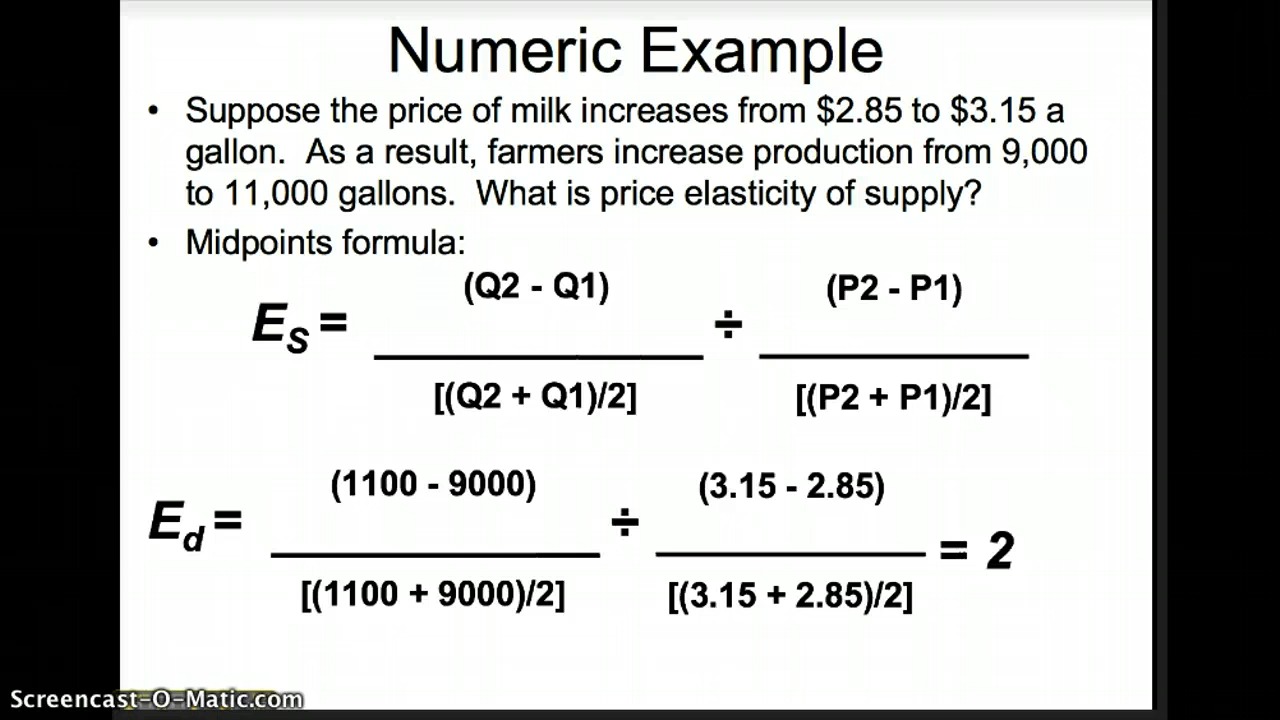 Numeric Example
• Suppose the price of milk increases from $2.85 to $3.15 a
gallon. As a result, farmers increase production from 9,000
to 11,000 gallons. What is price elasticity of supply?
• Midpoints formula:
(Q2 - Q1) (P2 - P1)
ES = ÷
[(Q2 + Q1)/2] [(P2 + P1)/2]
(1100 - 9000) (3.15 - 2.85)
Ed = ÷ = 2
[(1100 + 9000)/2] [(3.15 + 2.85)/2]
Screencast-O-Matic.com